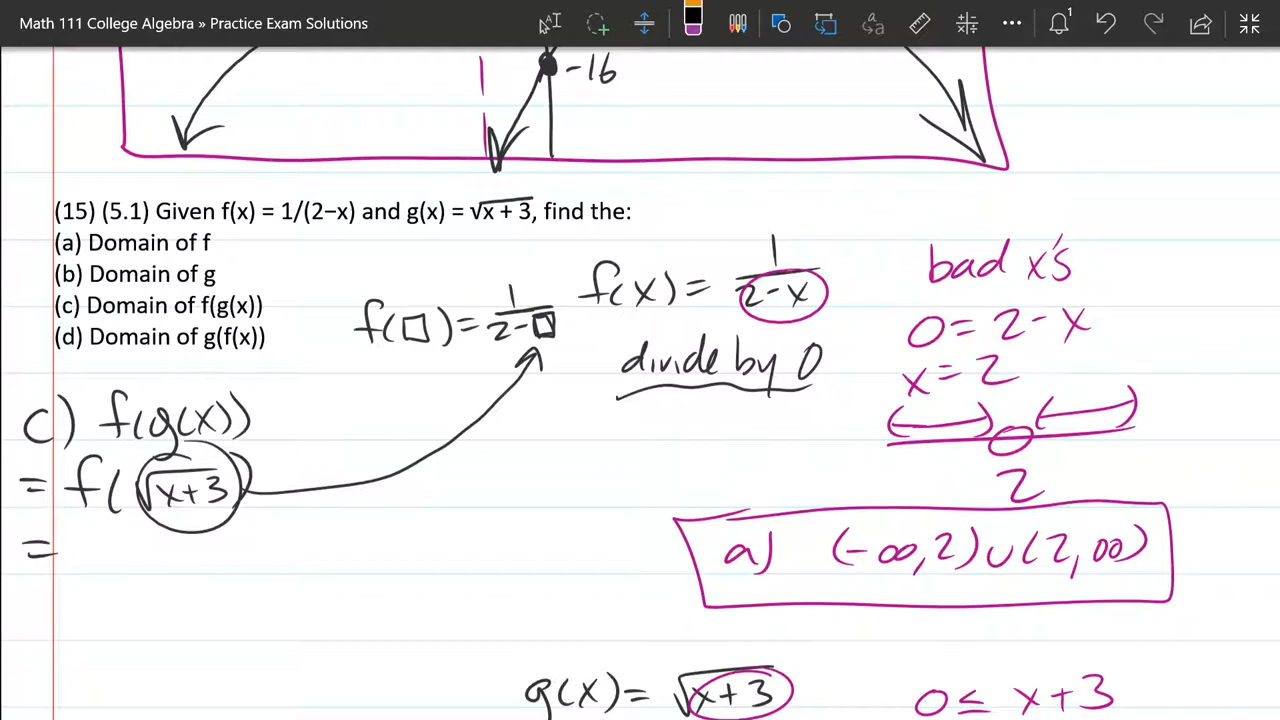 Math 111 College Algebra » Practice Exam Solutions
-16
(15) (5.1) Given f(x) = 1/(2−x) and g(x) = √x + 3, find the:
(a) Domain of f
(b) Domain of g
(c) Domain of f(g(x))
(d) Domain of g(f(x))
f(□) = 1/2-□
f(x) = 1/2-x
divide by 0
bad x's
0 = 2 - x
x = 2
2
a) (-∞, 2) ∪ (2, ∞)
c) f(g(x))
= f(√x+3)
=
g(x) = √x+3
0 ≤ x + 3